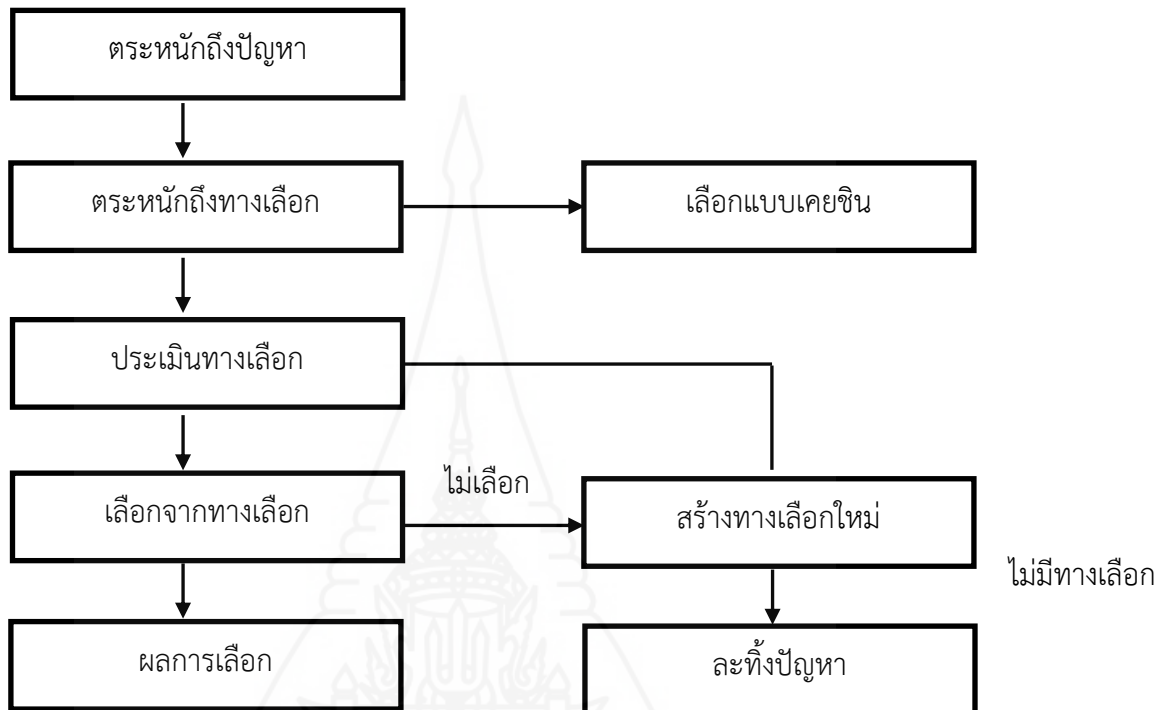 ตระหนักถึงปัญหา
ตระหนักถึงทางเลือก
เลือกแบบเคยชิน
ประเมินทางเลือก
ไม่เลือก
เลือกจากทางเลือก
สร้างทางเลือกใหม่
ไม่มีทางเลือก
ผลการเลือก
ละทิ้งปัญหา